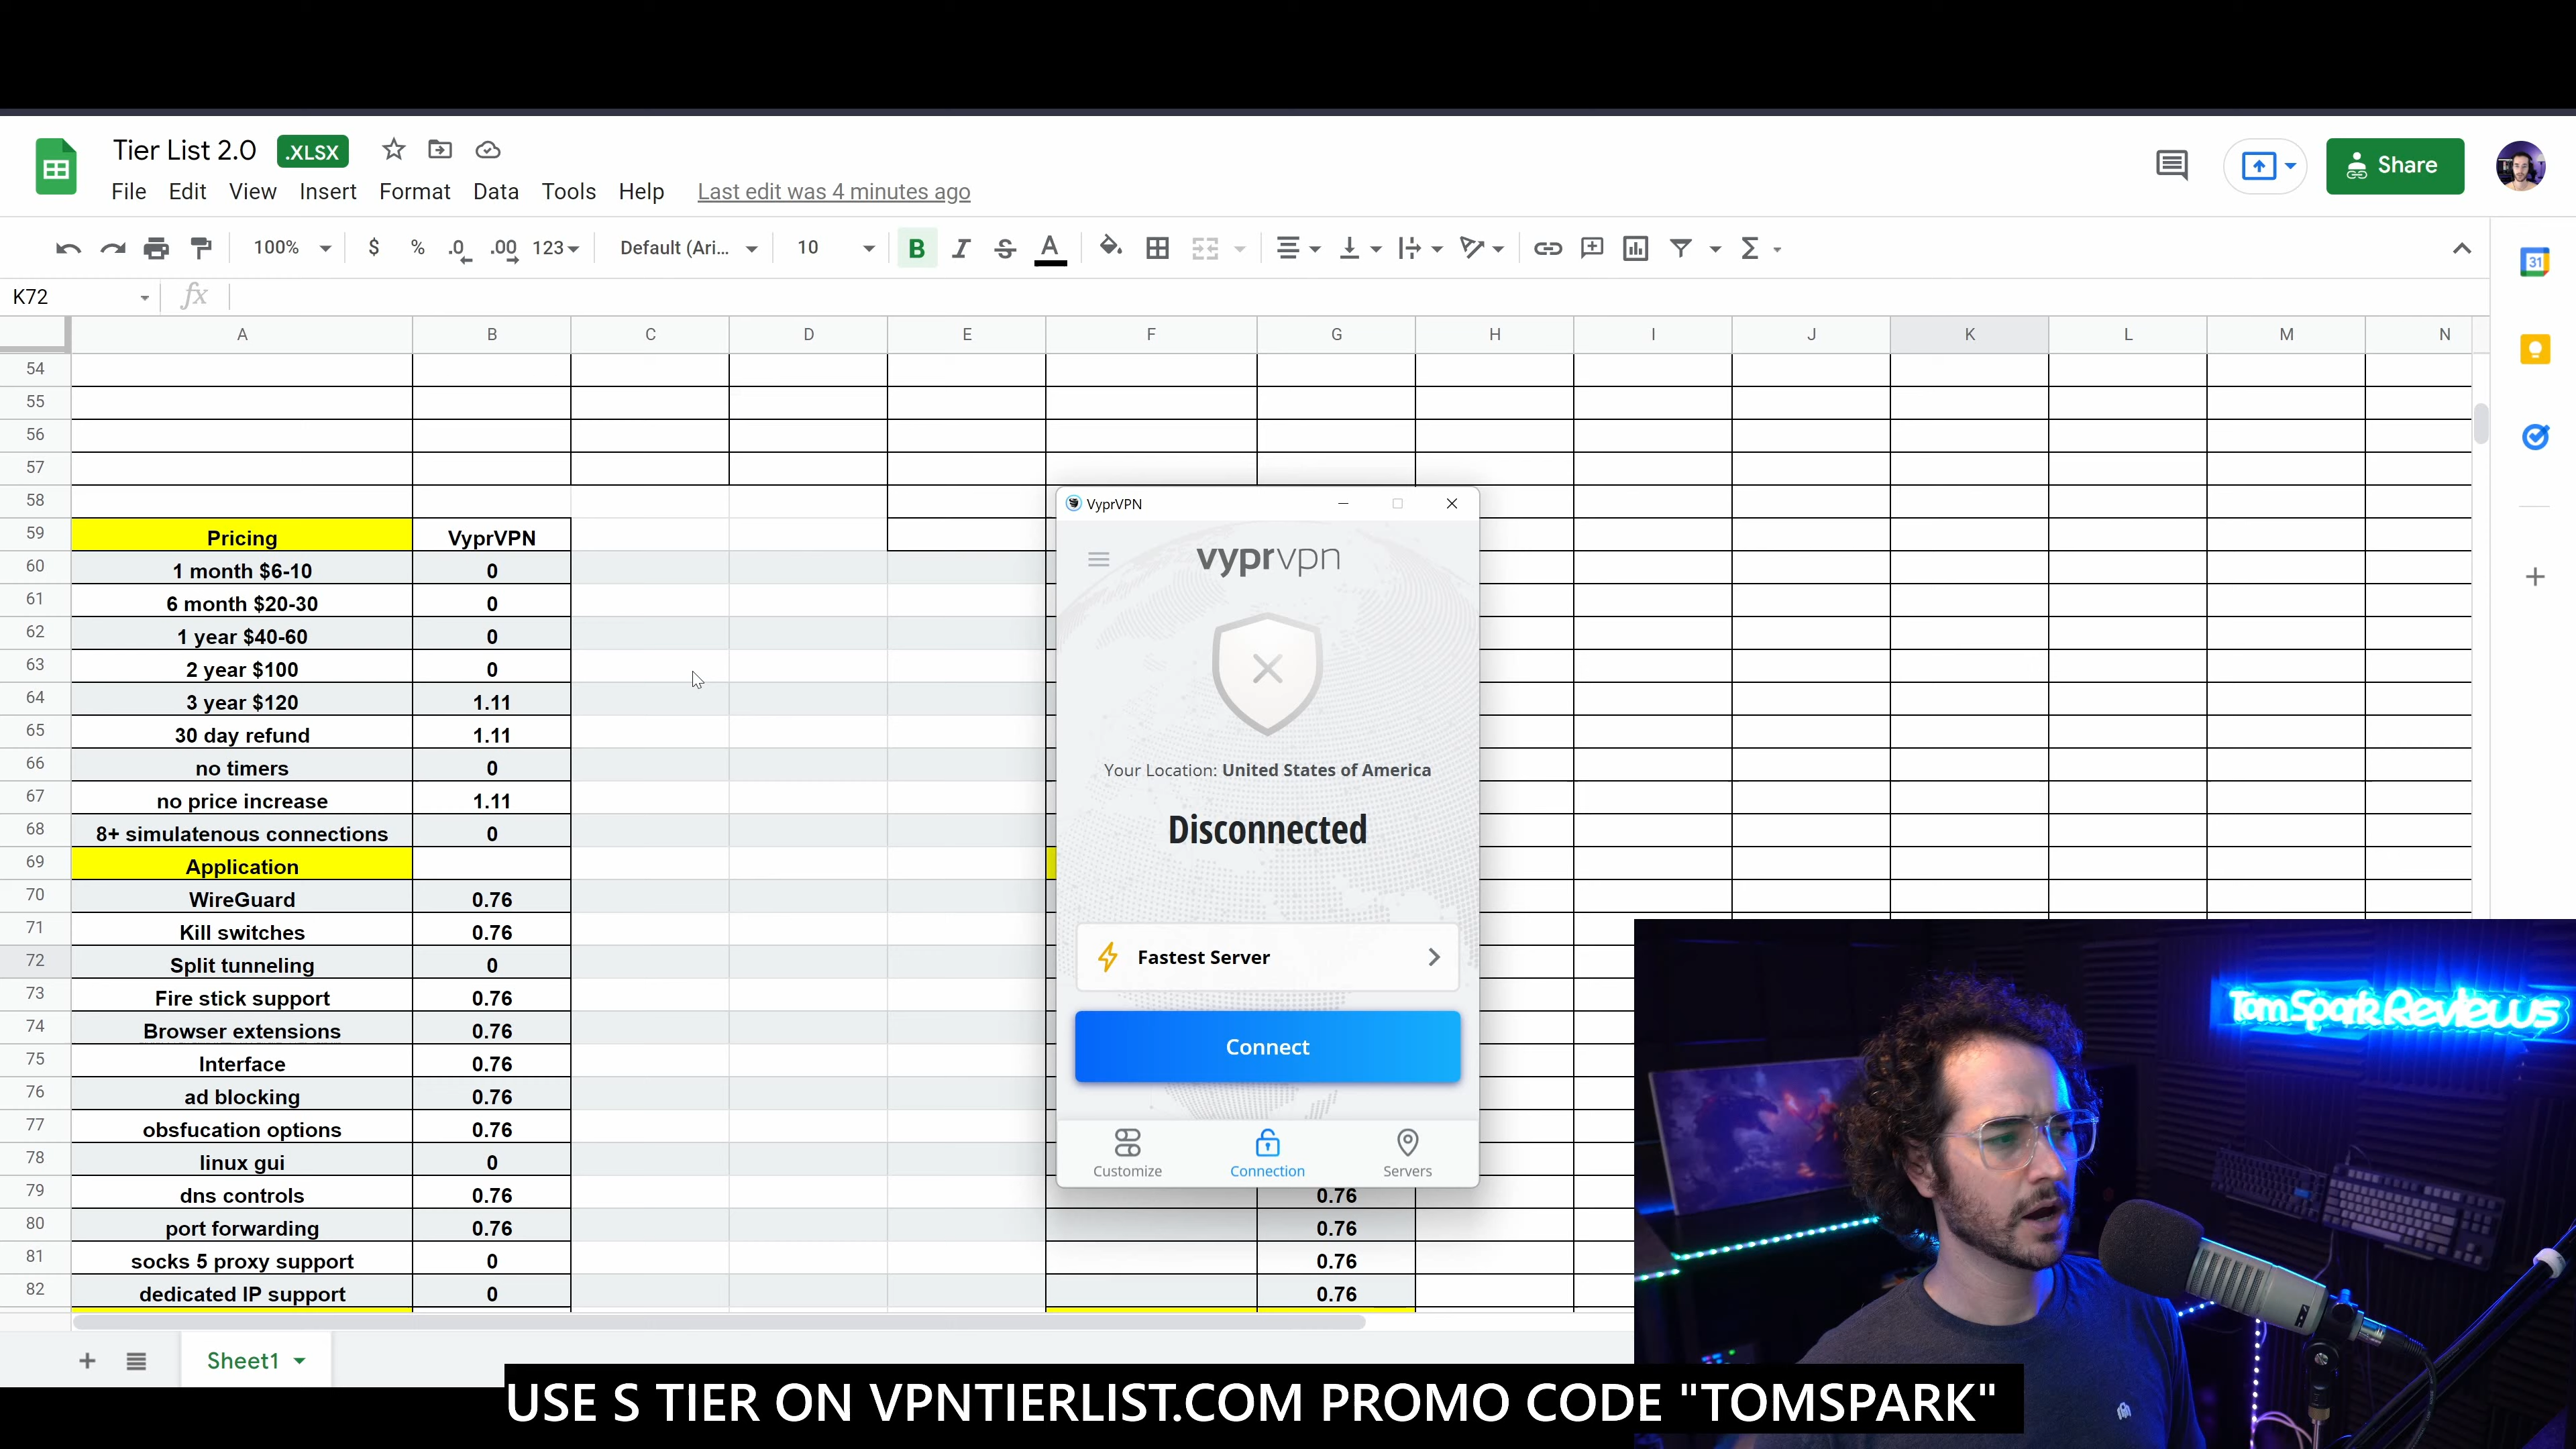 Tier List 2.0 .XLSX
File Edit View Insert Format Data Tools Help Last edit was 4 minutes ago
Share
100% $ % .0 .00 123 Default (Ari... 10 B I S A
31
K72 fx
A B C D E F G H I J K L M N
54
55
56
57
58
59 Pricing VyprVPN
60 1 month $6-10 0
61 6 month $20-30 0
62 1 year $40-60 0
63 2 year $100 0
64 3 year $120 1.11
65 30 day refund 1.11
66 no timers 0
67 no price increase 1.11
68 8+ simulatenous connections 0
69 Application
70 WireGuard 0.76
71 Kill switches 0.76
72 Split tunneling 0
73 Fire stick support 0.76
74 Browser extensions 0.76
75 Interface 0.76
76 ad blocking 0.76
77 obsfucation options 0.76
78 linux gui 0
79 dns controls 0.76 0.76
80 port forwarding 0.76 0.76
81 socks 5 proxy support 0 0.76
82 dedicated IP support 0 0.76
VyprVPN
vyprvpn
Your Location: United States of America
Disconnected
Fastest Server
Connect
Customize Connection Servers
Tom Spark Reviews
Sheet1
USE S TIER ON VPNTIERLIST.COM PROMO CODE "TOMSPARK"